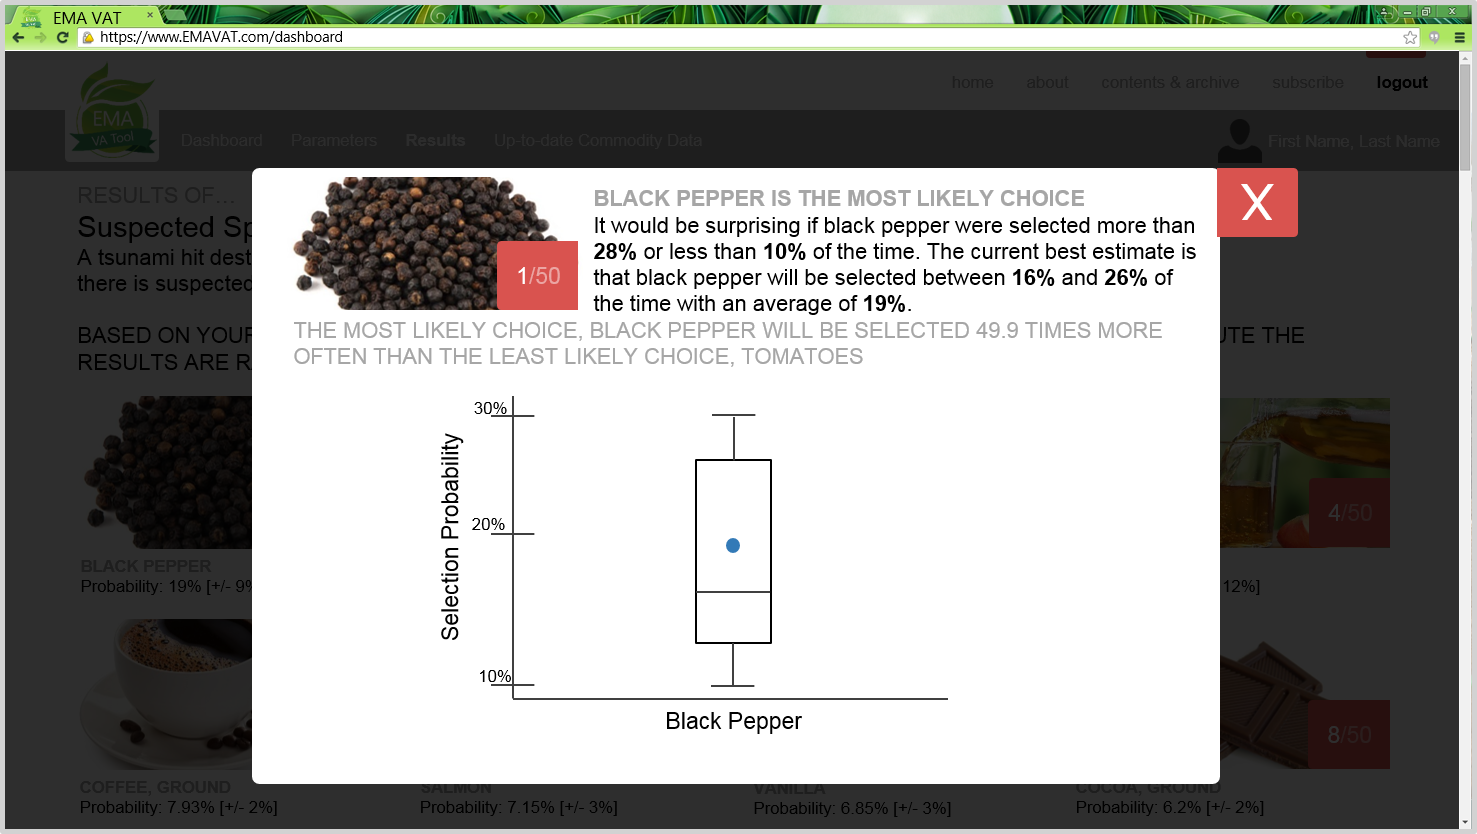 EMA VAT
https://www.EMAVAT.com/dashboard
home about contents & archive subscribe logout
EMA
VA Tool
Dashboard Parameters Results Up-to-date Commodity Data
First Name, Last Name
RESULTS OF...
Suspected Sp
A tsunami hit dest
there is suspected
BASED ON YOUR
UTE THE
RESULTS ARE R
X
BLACK PEPPER IS THE MOST LIKELY CHOICE
It would be surprising if black pepper were selected more than
28% or less than 10% of the time. The current best estimate is
that black pepper will be selected between 16% and 26% of
the time with an average of 19%.
1/50
THE MOST LIKELY CHOICE, BLACK PEPPER WILL BE SELECTED 49.9 TIMES MORE
OFTEN THAN THE LEAST LIKELY CHOICE, TOMATOES
30%
20%
10%
Selection Probability
Black Pepper
4/50
BLACK PEPPER
Probability: 19% [+/- 9%
12%]
8/50
COFFEE, GROUND
Probability: 7.93% [+/- 2%]
SALMON
Probability: 7.15% [+/- 3%]
VANILLA
Probability: 6.85% [+/- 3%]
COCOA, GROUND
Probability: 6.2% [+/- 2%]